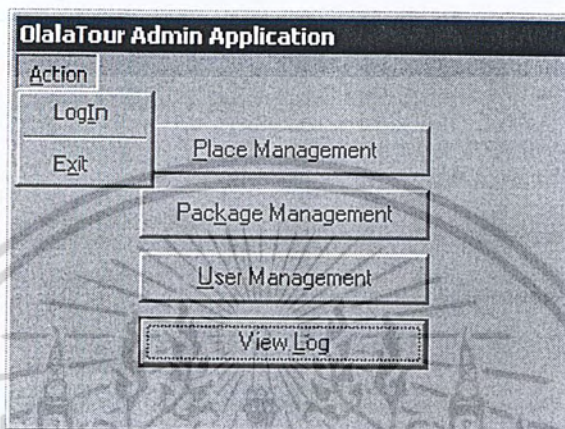 OlalaTour Admin Application
Action
LogIn
Exit
Place Management
Package Management
User Management
View Log